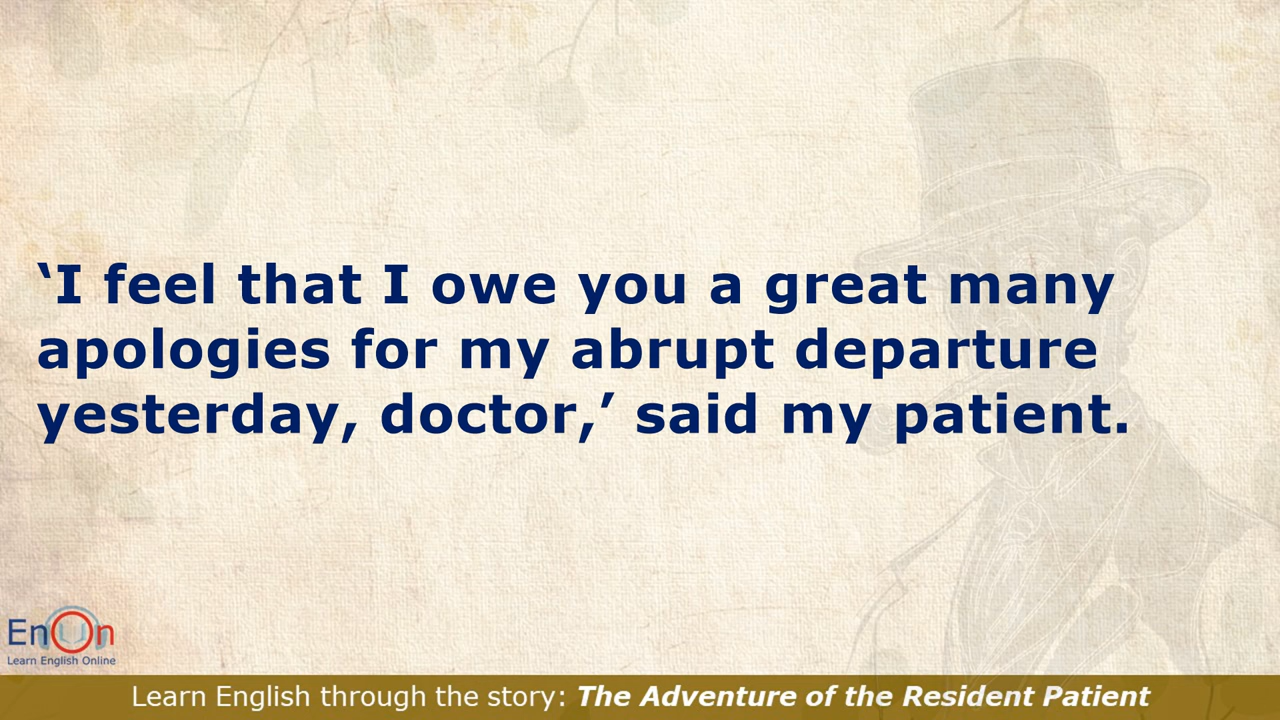 ‘I feel that I owe you a great many
apologies for my abrupt departure
yesterday, doctor,’ said my patient.
EnOn
Learn English Online
Learn English through the story: The Adventure of the Resident Patient